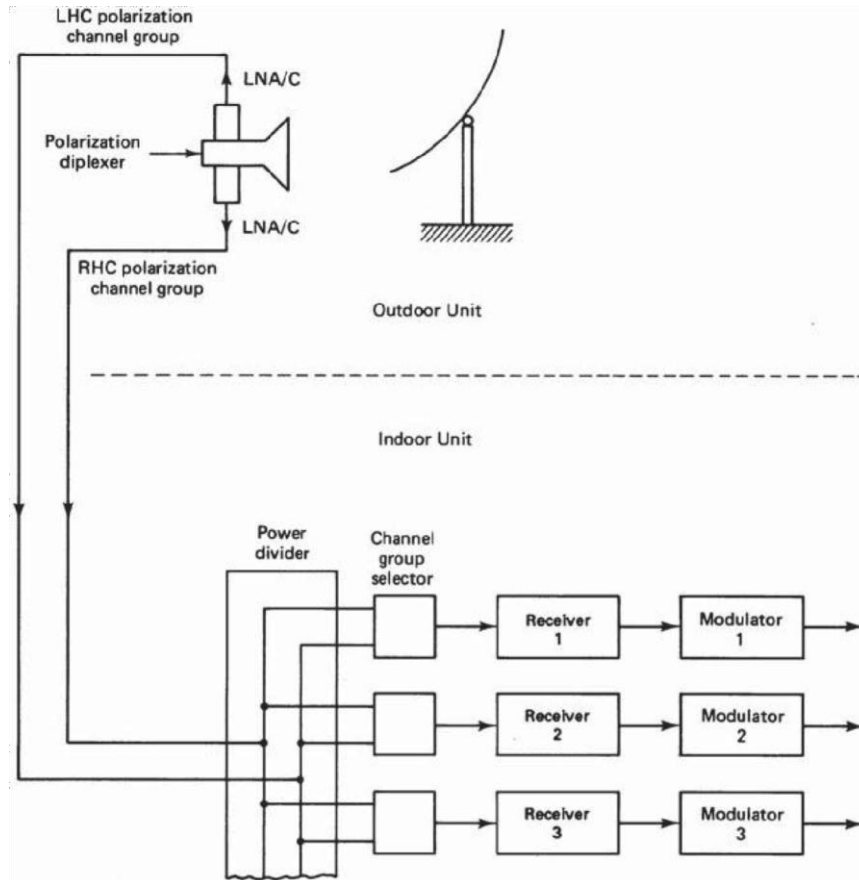 LHC polarization
channel group
LNA/C
Polarization
diplexer
LNA/C
RHC polarization
channel group
Outdoor Unit
Indoor Unit
Power
divider
Channel
group
selector
Receiver
1
Modulator
1
Receiver
2
Modulator
2
Receiver
3
Modulator
3